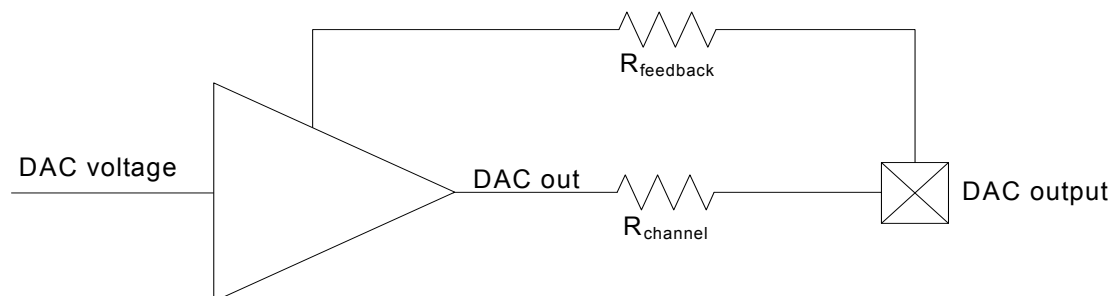 Rfeedback
DAC voltage
DAC out
DAC output
Rchannel